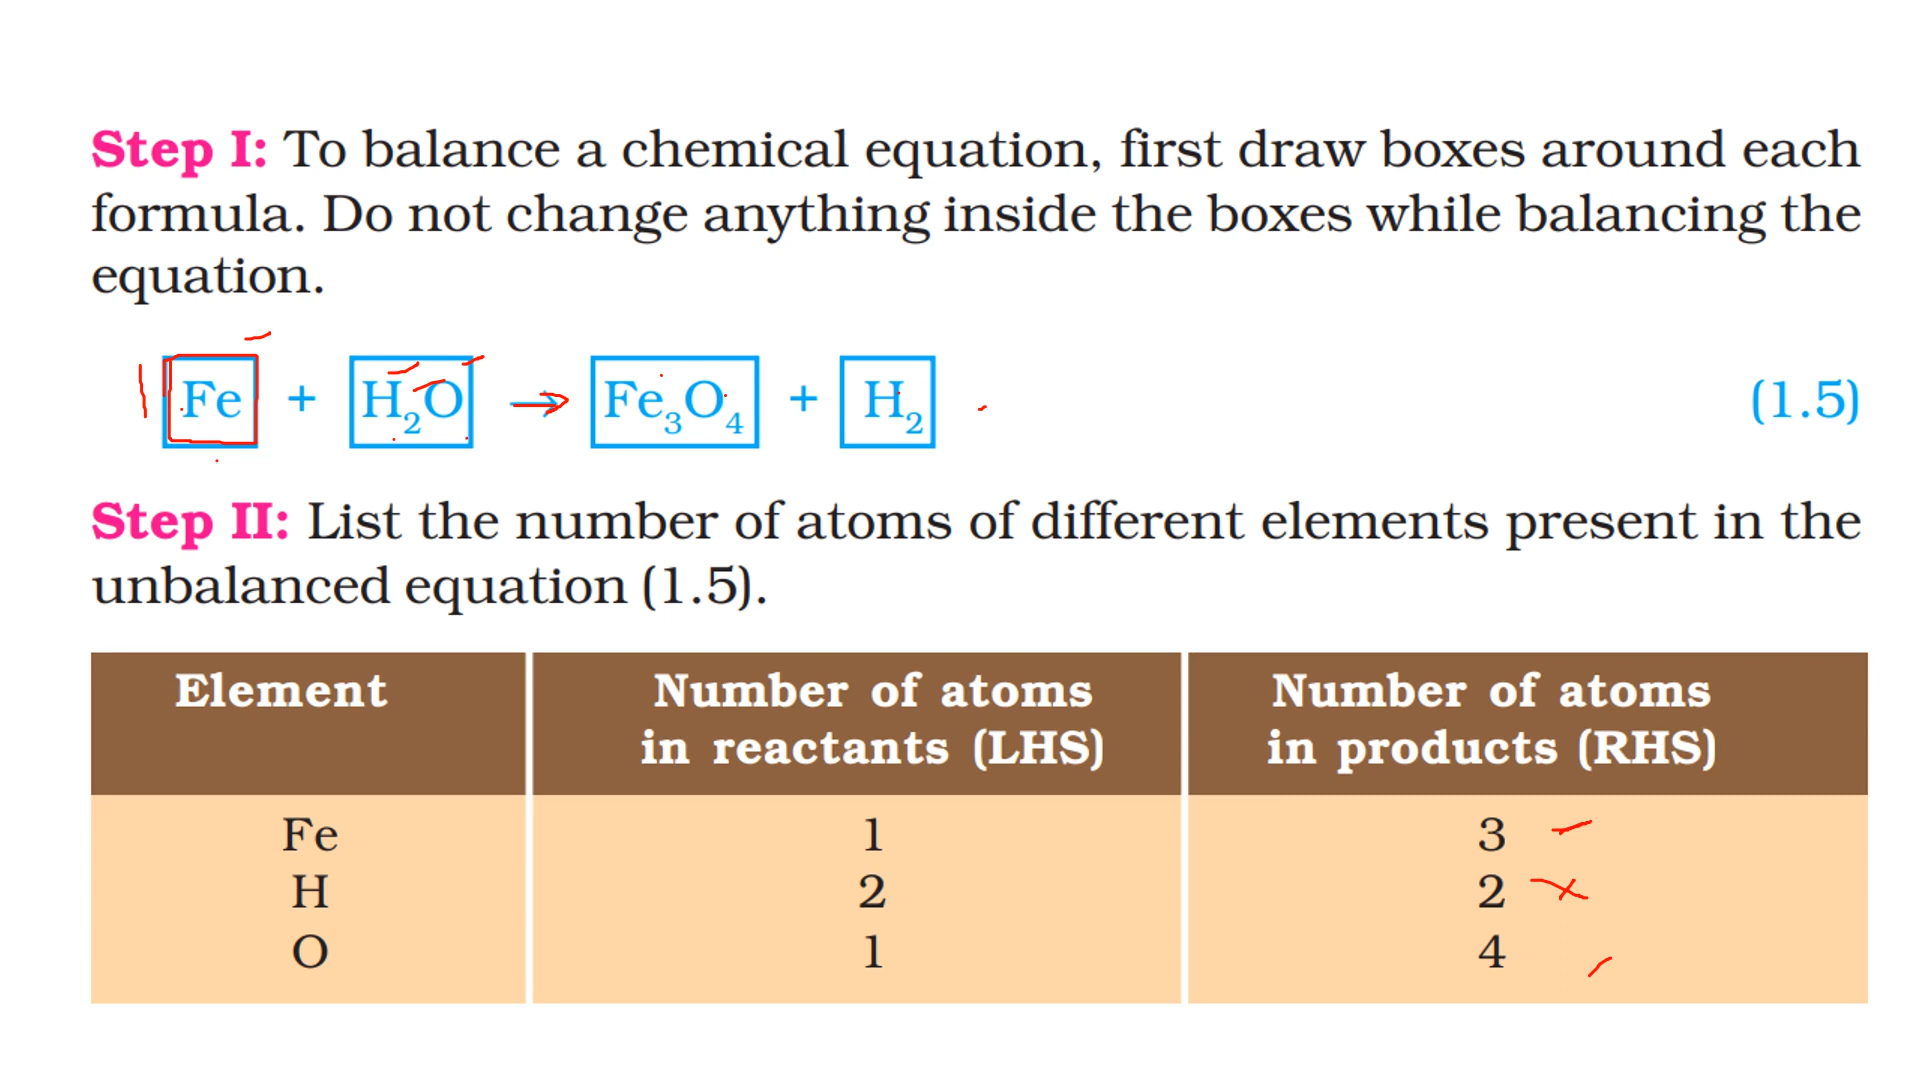 Step I: To balance a chemical equation, first draw boxes around each
formula. Do not change anything inside the boxes while balancing the
equation.
Fe + H₂O → Fe₃O₄ + H₂ (1.5)
Step II: List the number of atoms of different elements present in the
unbalanced equation (1.5).
Element Number of atoms Number of atoms
in reactants (LHS) in products (RHS)
Fe 1 3
H 2 2
O 1 4